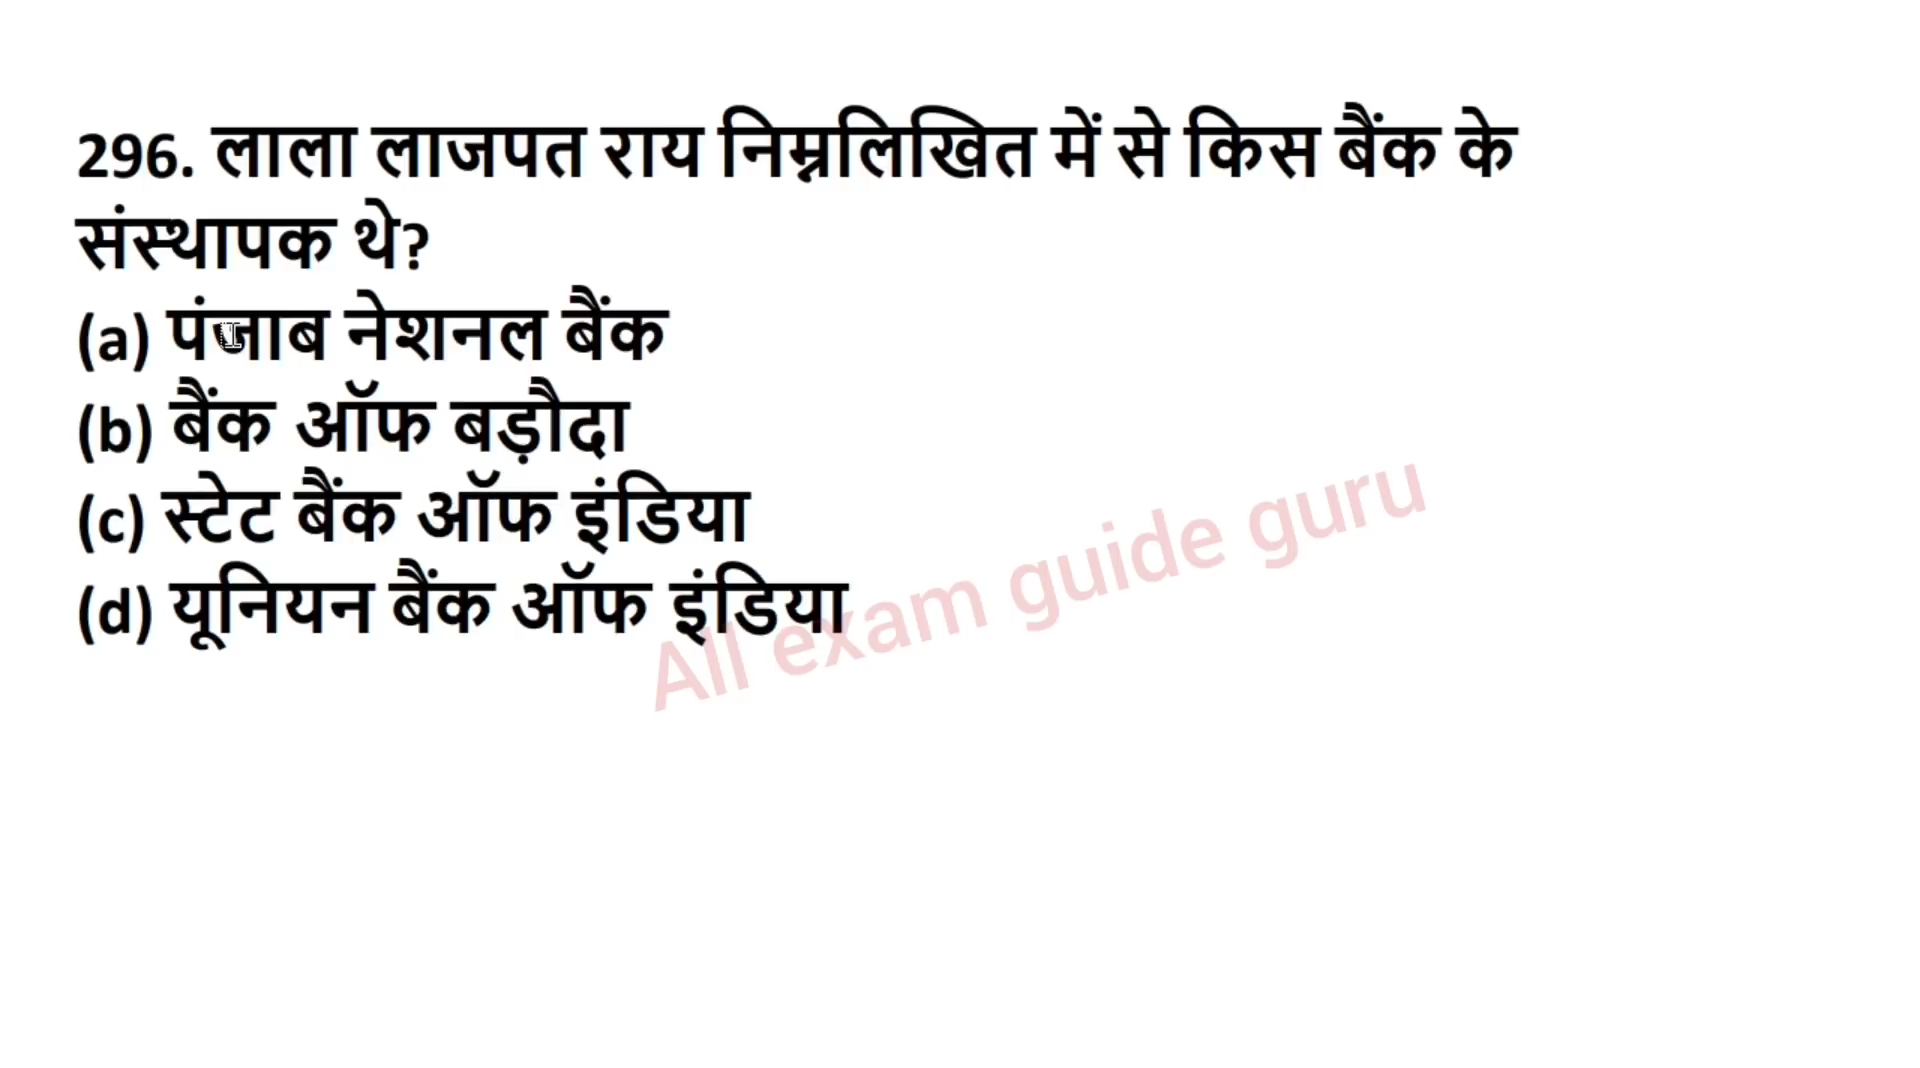 296. लाला लाजपत राय निम्नलिखित में से किस बैंक के
संस्थापक थे?
(a) पंजाब नेशनल बैंक
(b) बैंक ऑफ बड़ौदा
(c) स्टेट बैंक ऑफ इंडिया
(d) यूनियन बैंक ऑफ इंडिया
All exam guide guru